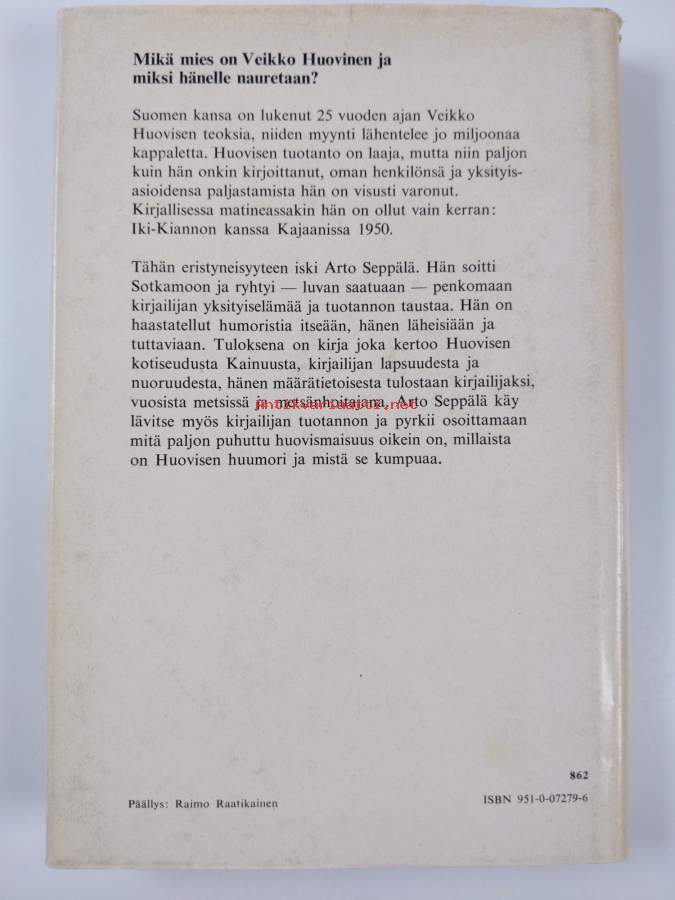 Mikä mies on Veikko Huovinen ja
miksi hänelle nauretaan?
Suomen kansa on lukenut 25 vuoden ajan Veikko
Huovisen teoksia, niiden myynti lähentelee jo miljoonaa
kappaletta. Huovisen tuotanto on laaja, mutta niin paljon
kuin hän onkin kirjoittanut, oman henkilönsä ja yksityis-
asioidensa paljastamista hän on visusti varonut.
Kirjallisessa matineassakin hän on ollut vain kerran:
Iki-Kiannon kanssa Kajaanissa 1950.
Tähän eristyneisyyteen iski Arto Seppälä. Hän soitti
Sotkamoon ja ryhtyi — luvan saatuaan — penkomaan
kirjailijan yksityiselämää ja tuotannon taustaa. Hän on
haastatellut humoristia itseään, hänen läheisiään ja
tuttaviaan. Tuloksena on kirja joka kertoo Huovisen
kotiseudusta Kainuusta, kirjailijan lapsuudesta ja
nuoruudesta, hänen määrätietoisesta tulostaan kirjailijaksi,
vuosista metsissä ja metsänhoitajana. Arto Seppälä käy
antikvariaatti.net
lävitse myös kirjailijan tuotannon ja pyrkii osoittamaan
mitä paljon puhuttu huovismaisuus oikein on, millaista
on Huovisen huumori ja mistä se kumpuaa.
862
Päällys: Raimo Raatikainen
ISBN 951-0-07279-6